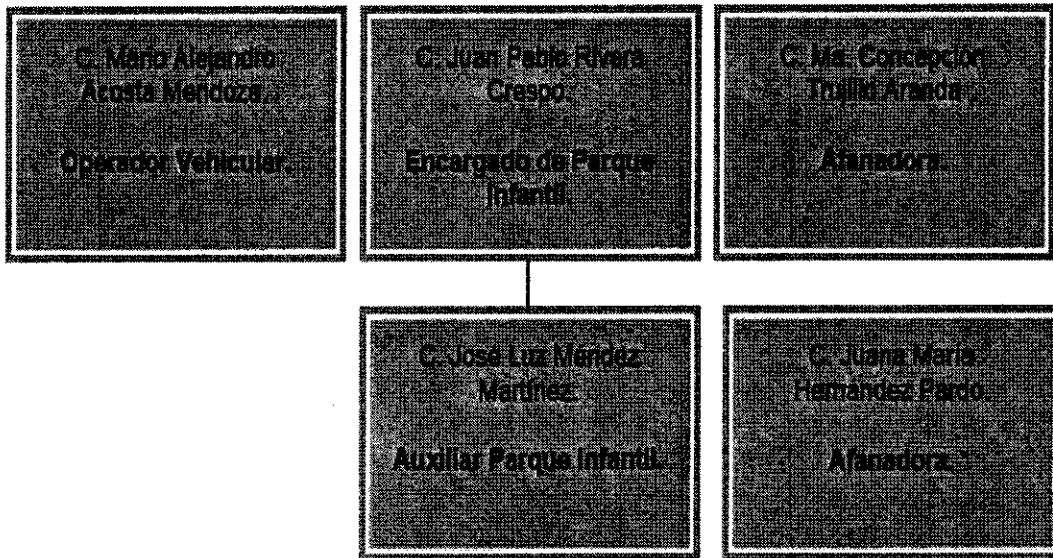 C. Mario Alejandro
Acosta Mendoza.
Operador Vehicular.
C. Juan Pablo Rivera
Crespo.
Encargado de Parque
Infantil.
C. Ma. Concepción
Trujillo Aranda
Afanadora.
C. José Luz Méndez
Martínez.
Auxiliar Parque Infantil.
C. Juana María
Hernández Pardo.
Afanadora.